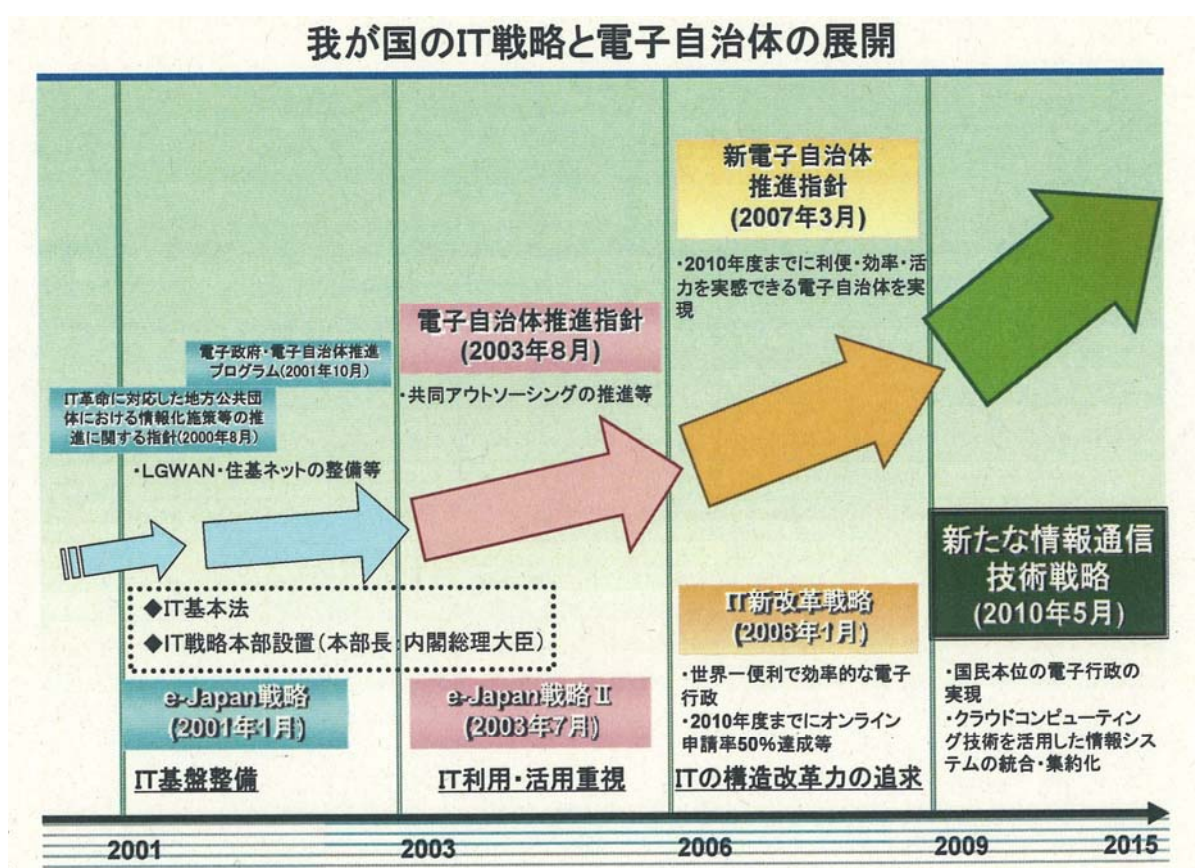 我が国のIT戦略と電子自治体の展開
新電子自治体
推進指針
(2007年3月)
・2010年度までに利便・効率・活
力を実感できる電子自治体を実
現
電子自治体推進指針
(2003年8月)
・共同アウトソーシングの推進等
電子政府・電子自治体推進
プログラム(2001年10月)
IT革命に対応した地方公共団
体における情報化施策等の推
進に関する指針(2000年8月)
・LGWAN・住基ネットの整備等
◆IT基本法
◆IT戦略本部設置(本部長:内閣総理大臣)
e-Japan戦略
(2001年1月)
IT基盤整備
e-Japan戦略Ⅱ
(2003年7月)
IT利用・活用重視
IT新改革戦略
(2006年1月)
・世界一便利で効率的な電子
行政
・2010年度までにオンライン
申請率50%達成等
ITの構造改革力の追求
新たな情報通信
技術戦略
(2010年5月)
・国民本位の電子行政の
実現
・クラウドコンピューティン
グ技術を活用した情報シス
テムの統合・集約化
2001
2003
2006
2009
2015